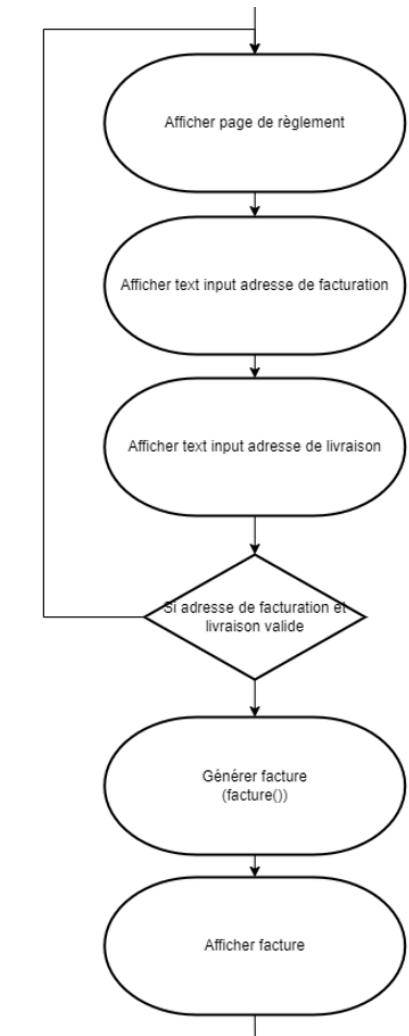 Afficher page de règlement
Afficher text input adresse de facturation
Afficher text input adresse de livraison
Si adresse de facturation et
livraison valide
Générer facture
(facture())
Afficher facture